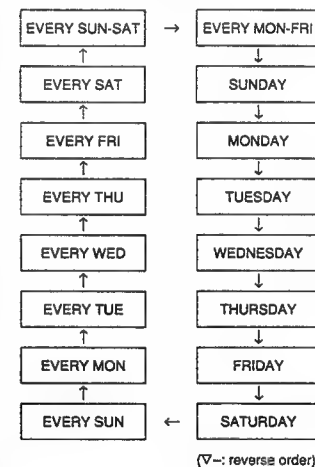 EVERY SUN-SAT → EVERY MON-FRI
↑ ↓
EVERY SAT SUNDAY
↑ ↓
EVERY FRI MONDAY
↑ ↓
EVERY THU TUESDAY
↑ ↓
EVERY WED WEDNESDAY
↑ ↓
EVERY TUE THURSDAY
↑ ↓
EVERY MON FRIDAY
↑ ↓
EVERY SUN ← SATURDAY
(∇–: reverse order)